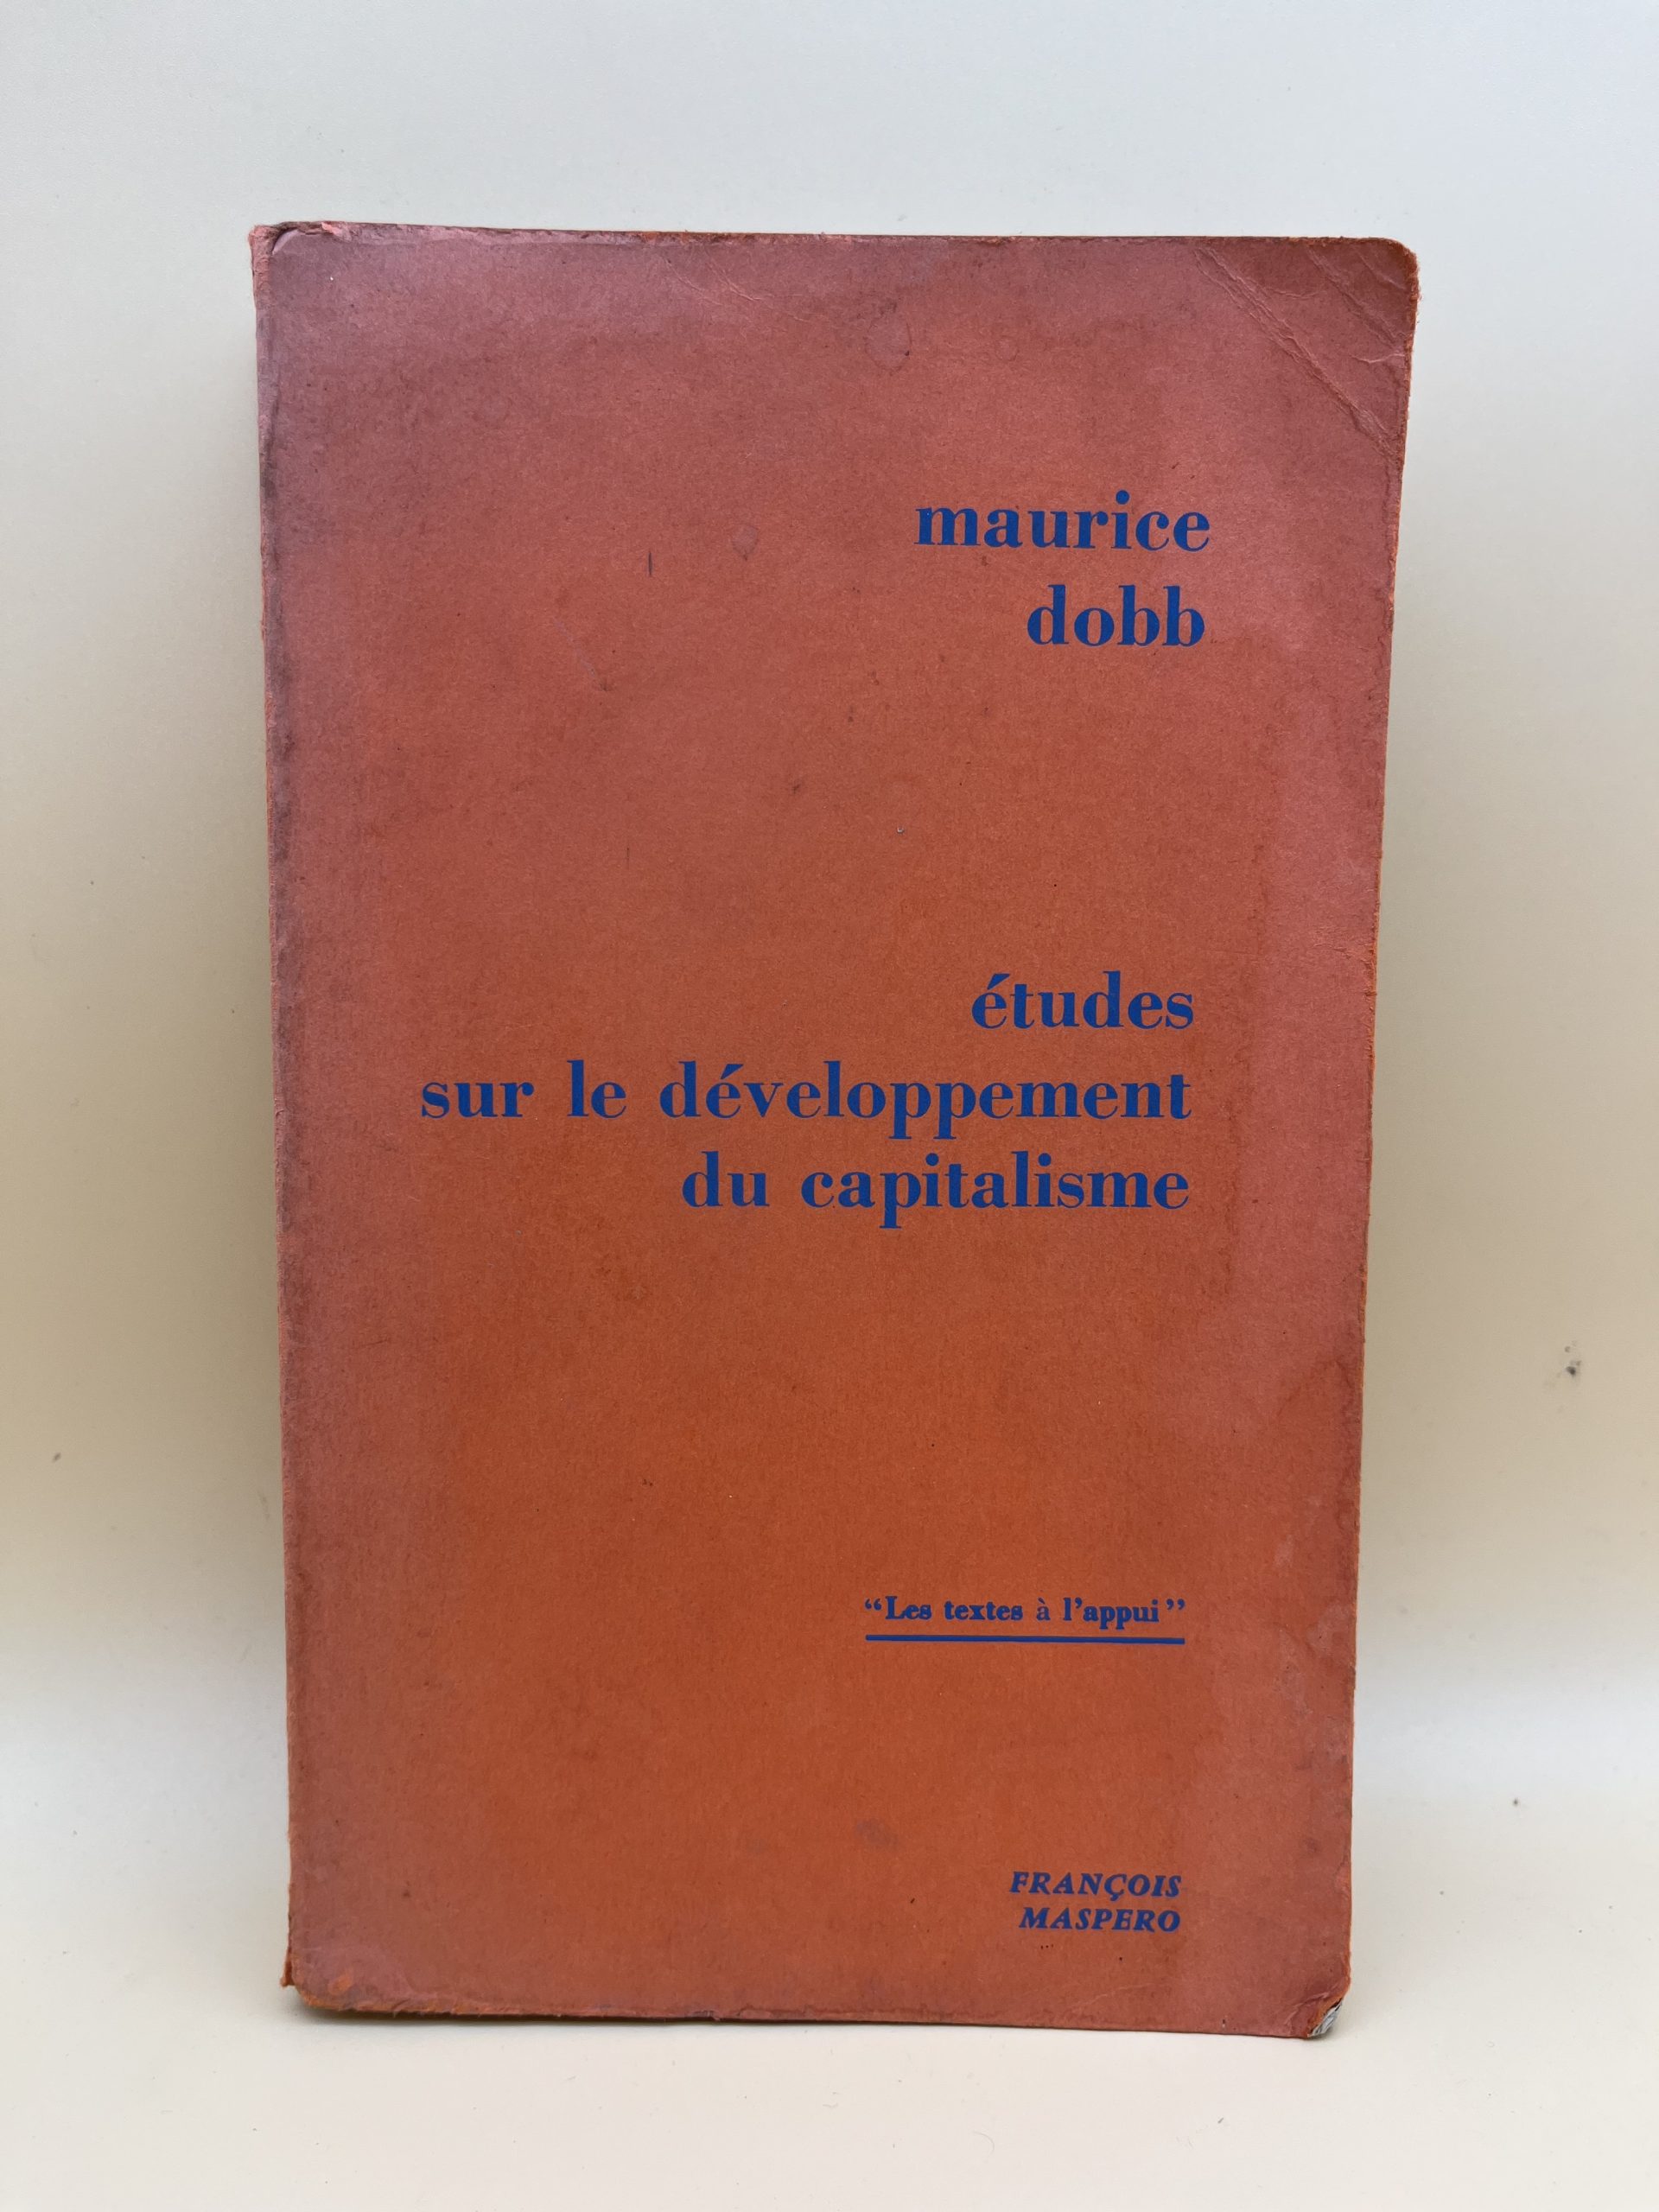 maurice
dobb
études
sur le développement
du capitalisme
“Les textes à l’appui”
FRANÇOIS
MASPERO